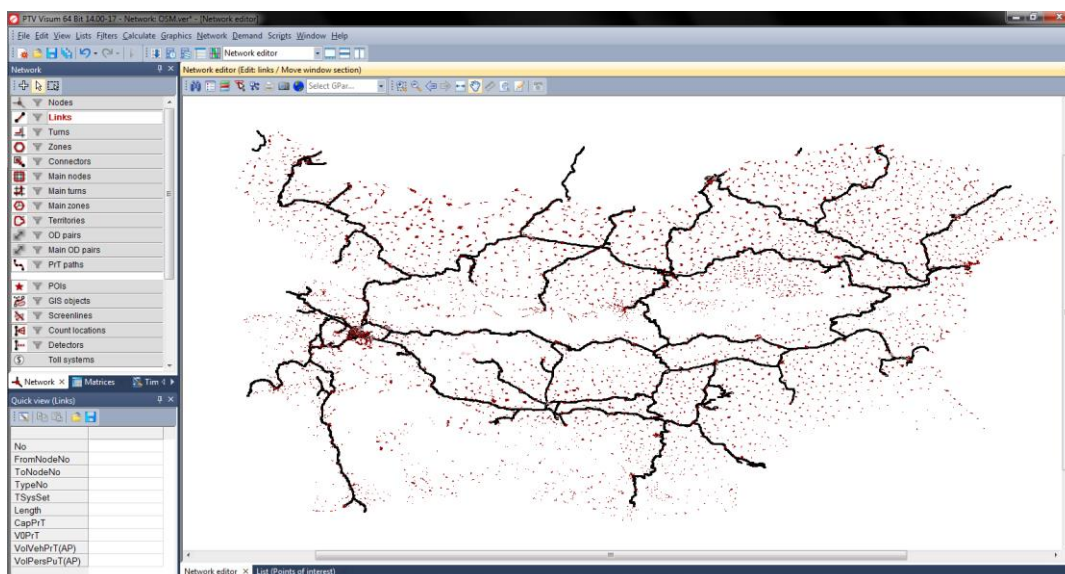 PTV Visum 64 Bit 14.00-17 - Network: OSM.ver* - [Network editor]
File Edit View Lists Filters Calculate Graphics Network Demand Scripts Window Help
Network editor
Network
Network editor (Edit: links / Move window section)
Select GPar...
Nodes
Links
Turns
Zones
Connectors
Main nodes
Main turns
Main zones
Territories
OD pairs
Main OD pairs
PrT paths
POIs
GIS objects
Screenlines
Count locations
Detectors
Toll systems
Network Matrices Tim
Quick view (Links)
No
FromNodeNo
ToNodeNo
TypeNo
TSysSet
Length
CapPrT
V0PrT
VolVehPrT(AP)
VolPersPuT(AP)
Network editor List (Points of interest)